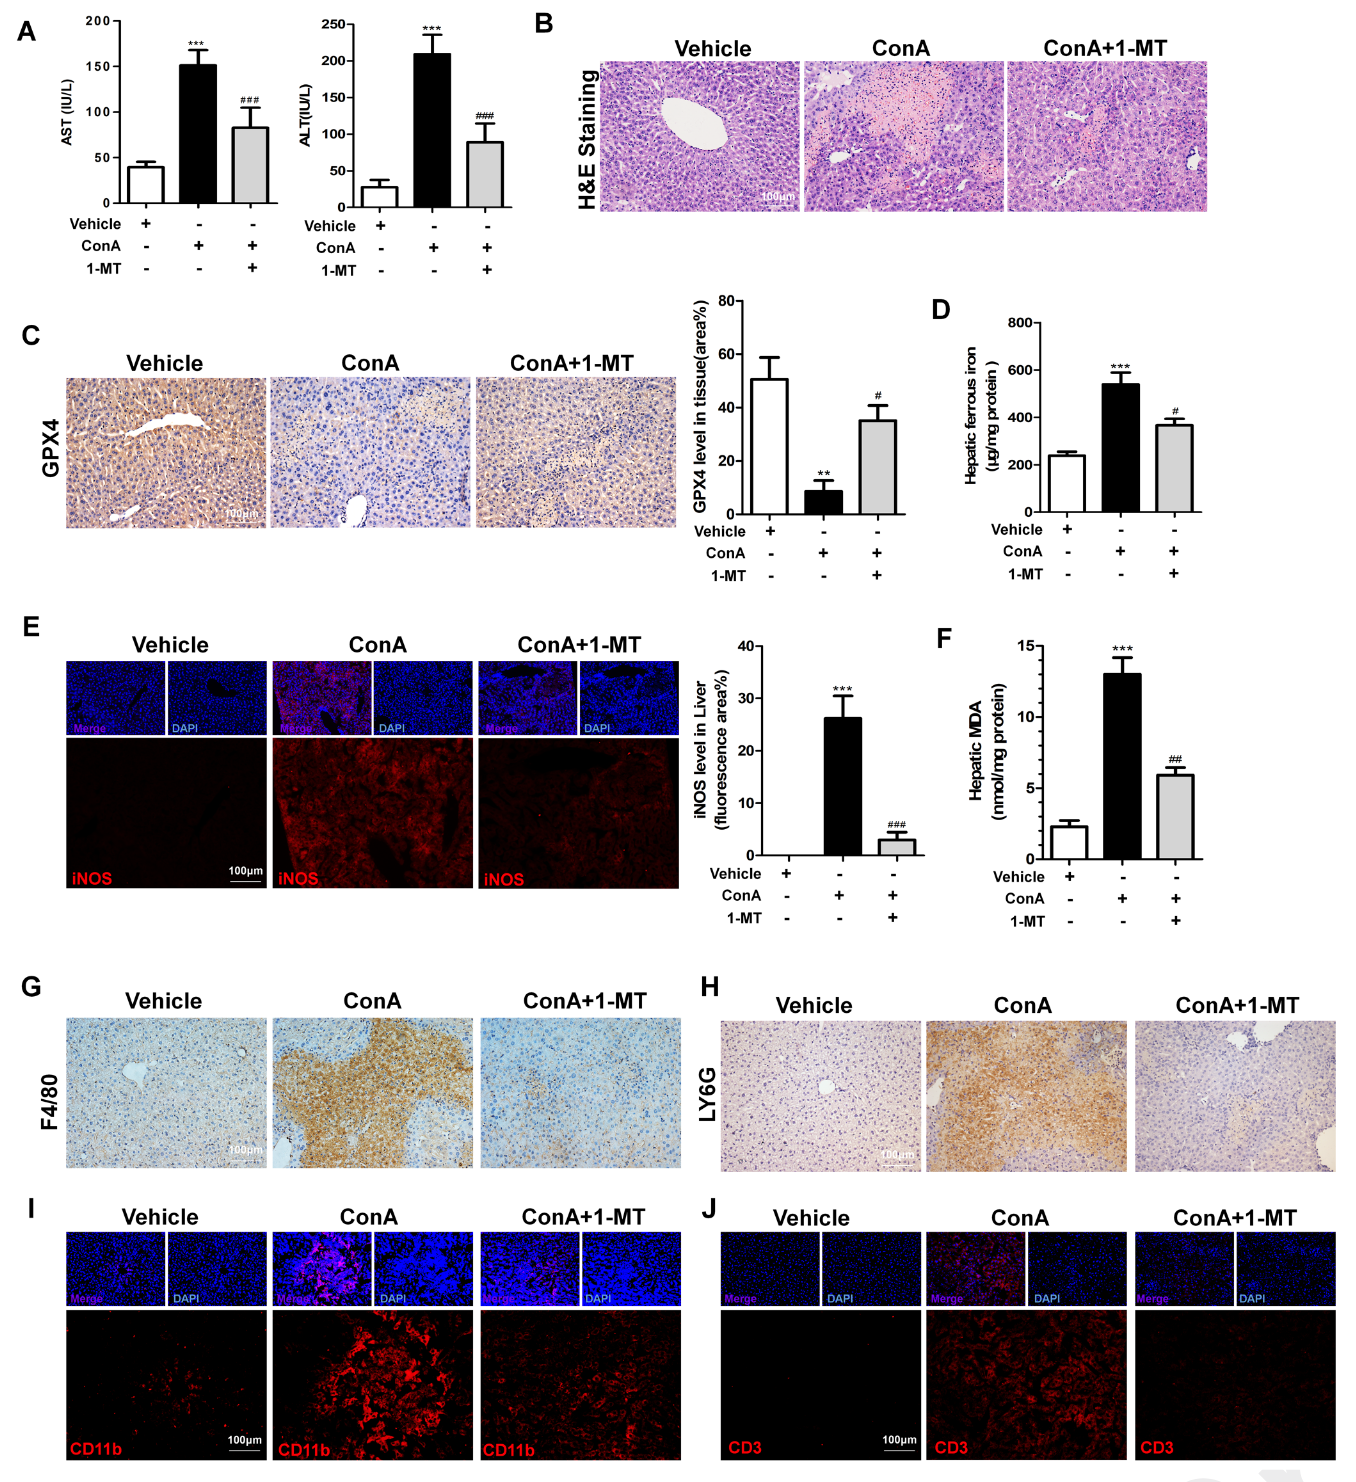 A
200
150
100
50
0
AST (IU/L)
***
###
Vehicle + - -
ConA - + +
1-MT - - +
250
200
150
100
50
0
ALT(IU/L)
***
###
Vehicle + - -
ConA - + +
1-MT - - +
B
Vehicle ConA ConA+1-MT
H&E Staining
100μm
C
Vehicle ConA ConA+1-MT
GPX4
100μm
80
60
40
20
0
GPX4 level in tissue(area%)
**
#
Vehicle + - -
ConA - + +
1-MT - - +
D
800
600
400
200
0
Hepatic ferrous iron
(μg/mg protein )
***
#
Vehicle + - -
ConA - + +
1-MT - - +
E
Vehicle ConA ConA+1-MT
Merge DAPI Merge DAPI Merge DAPI
iNOS 100μm iNOS iNOS
40
30
20
10
0
iNOS level in Liver
(fluorescence area%)
***
###
Vehicle + - -
ConA - + +
1-MT - - +
F
15
10
5
0
Hepatic MDA
(nmol/mg protein)
***
##
Vehicle + - -
ConA - + +
1-MT - - +
G
Vehicle ConA ConA+1-MT
F4/80
100μm
H
Vehicle ConA ConA+1-MT
LY6G
100μm
I
Vehicle ConA ConA+1-MT
Merge DAPI Merge DAPI Merge DAPI
CD11b 100μm CD11b CD11b
J
Vehicle ConA ConA+1-MT
Merge DAPI Merge DAPI Merge DAPI
CD3 100μm CD3 CD3